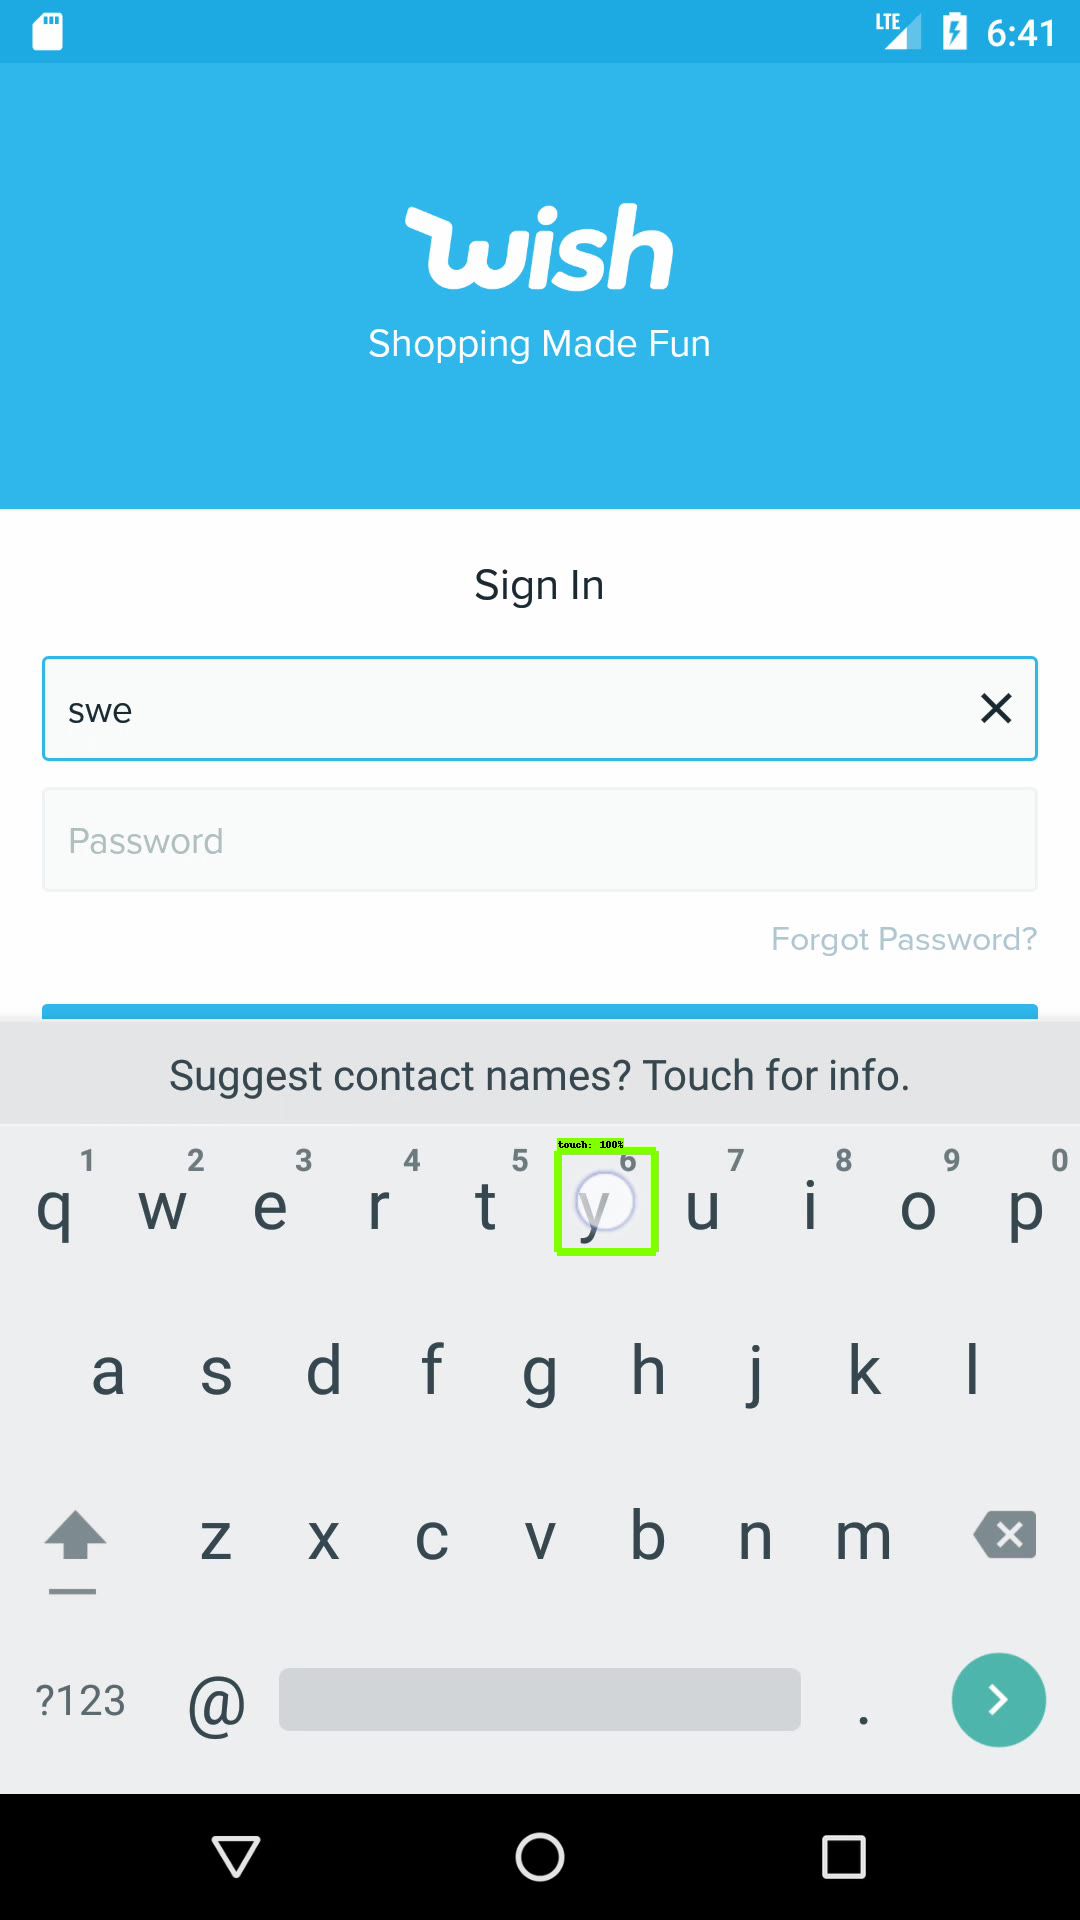 LTE 6:41
wish
Shopping Made Fun
Sign In
swe
Password
Forgot Password?
Suggest contact names? Touch for info.
touch: 100%
1 2 3 4 5 6 7 8 9 0
q w e r t y u i o p
a s d f g h j k l
z x c v b n m
?123 @ .